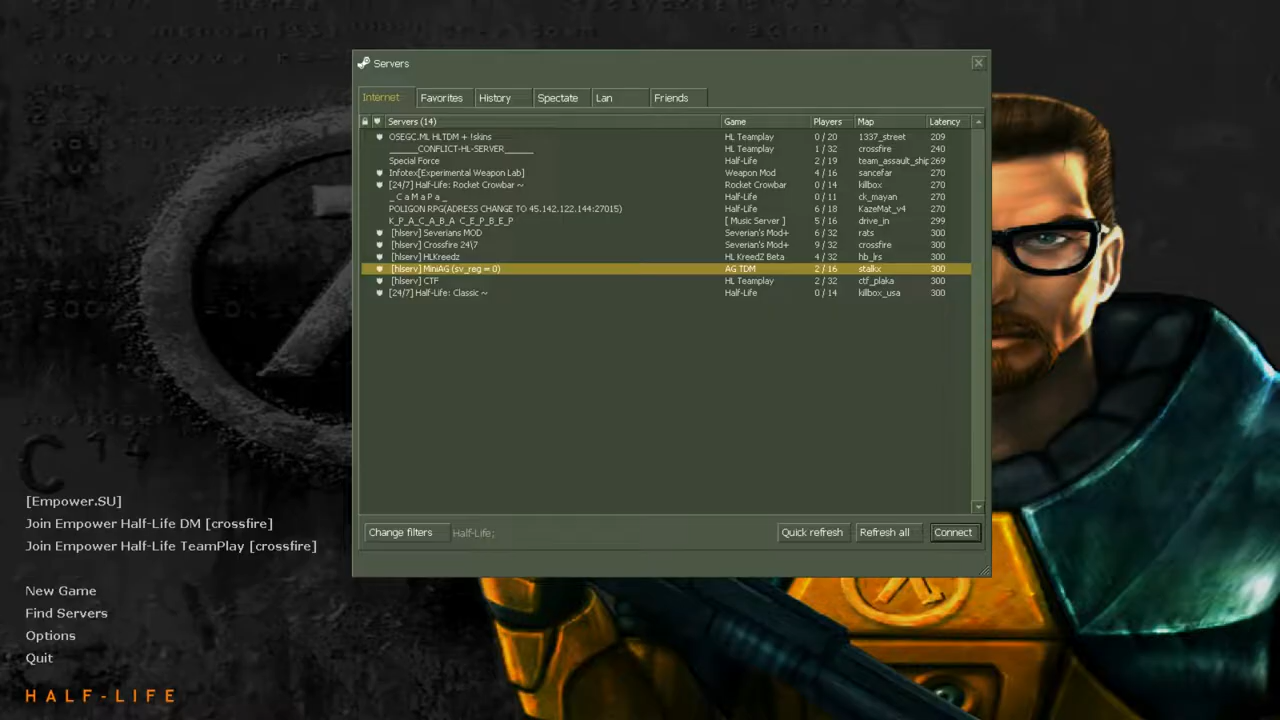 Servers
Internet Favorites History Spectate Lan Friends
Servers (14) Game Players Map Latency
OSEGC.ML HLTDM + !skins HL Teamplay 0 / 20 1337_street 209
______CONFLICT-HL-SERVER______ HL Teamplay 1 / 32 crossfire 240
Special Force Half-Life 2 / 19 team_assault_ship 269
Infotex[Experimental Weapon Lab] Weapon Mod 4 / 16 sancefar 270
[24/7] Half-Life: Rocket Crowbar ~ Rocket Crowbar 0 / 14 killbox 270
_ C a M a P a _ Half-Life 0 / 11 ck_mayan 270
POLIGON RPG(ADRESS CHANGE TO 45.142.122.144:27015) Half-Life 6 / 18 KazeMat_v4 270
K_P_A_C_A_B_A C_E_P_B_E_P [ Music Server ] 5 / 16 drive_in 299
[hlserv] Severians MOD Severian's Mod+ 6 / 32 rats 300
[hlserv] Crossfire 24\7 Severian's Mod+ 9 / 32 crossfire 300
[hlserv] HLKreedz HL KreedZ Beta 4 / 32 hb_lrs 300
[hlserv] MiniAG (sv_reg = 0) AG TDM 2 / 16 stalkx 300
[hlserv] CTF HL Teamplay 2 / 32 ctf_plaka 300
[24/7] Half-Life: Classic ~ Half-Life 0 / 14 killbox_usa 300
Change filters Half-Life; Quick refresh Refresh all Connect
[Empower.SU]
Join Empower Half-Life DM [crossfire]
Join Empower Half-Life TeamPlay [crossfire]
New Game
Find Servers
Options
Quit
HALF-LIFE